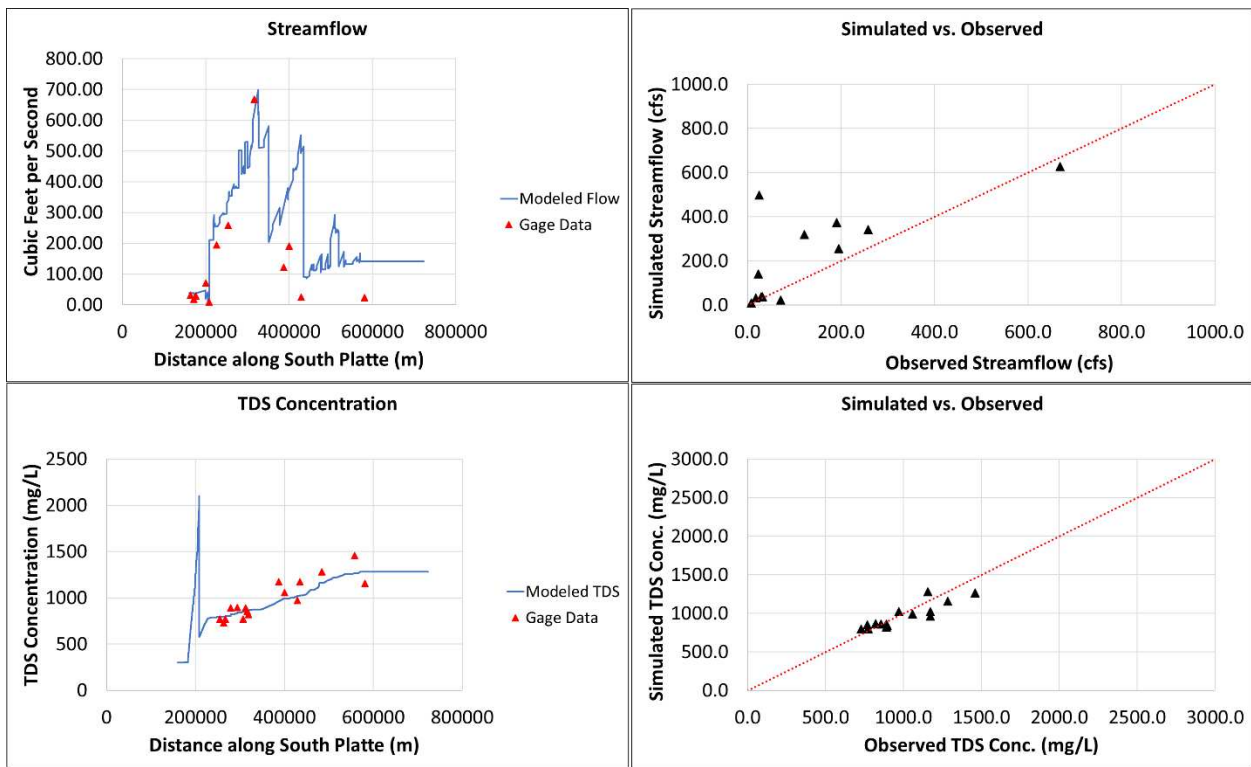 Streamflow
800.00
700.00
600.00
500.00
400.00
300.00
200.00
100.00
0.00
Cubic Feet per Second
0 200000 400000 600000 800000
Distance along South Platte (m)
Modeled Flow
Gage Data
Simulated vs. Observed
1000.0
800.0
600.0
400.0
200.0
0.0
Simulated Streamflow (cfs)
0.0 200.0 400.0 600.0 800.0 1000.0
Observed Streamflow (cfs)
TDS Concentration
2500
2000
1500
1000
500
0
TDS Concentration (mg/L)
0 200000 400000 600000 800000
Distance along South Platte (m)
Modeled TDS
Gage Data
Simulated vs. Observed
3000.0
2500.0
2000.0
1500.0
1000.0
500.0
0.0
Simulated TDS Conc. (mg/L)
0.0 500.0 1000.0 1500.0 2000.0 2500.0 3000.0
Observed TDS Conc. (mg/L)